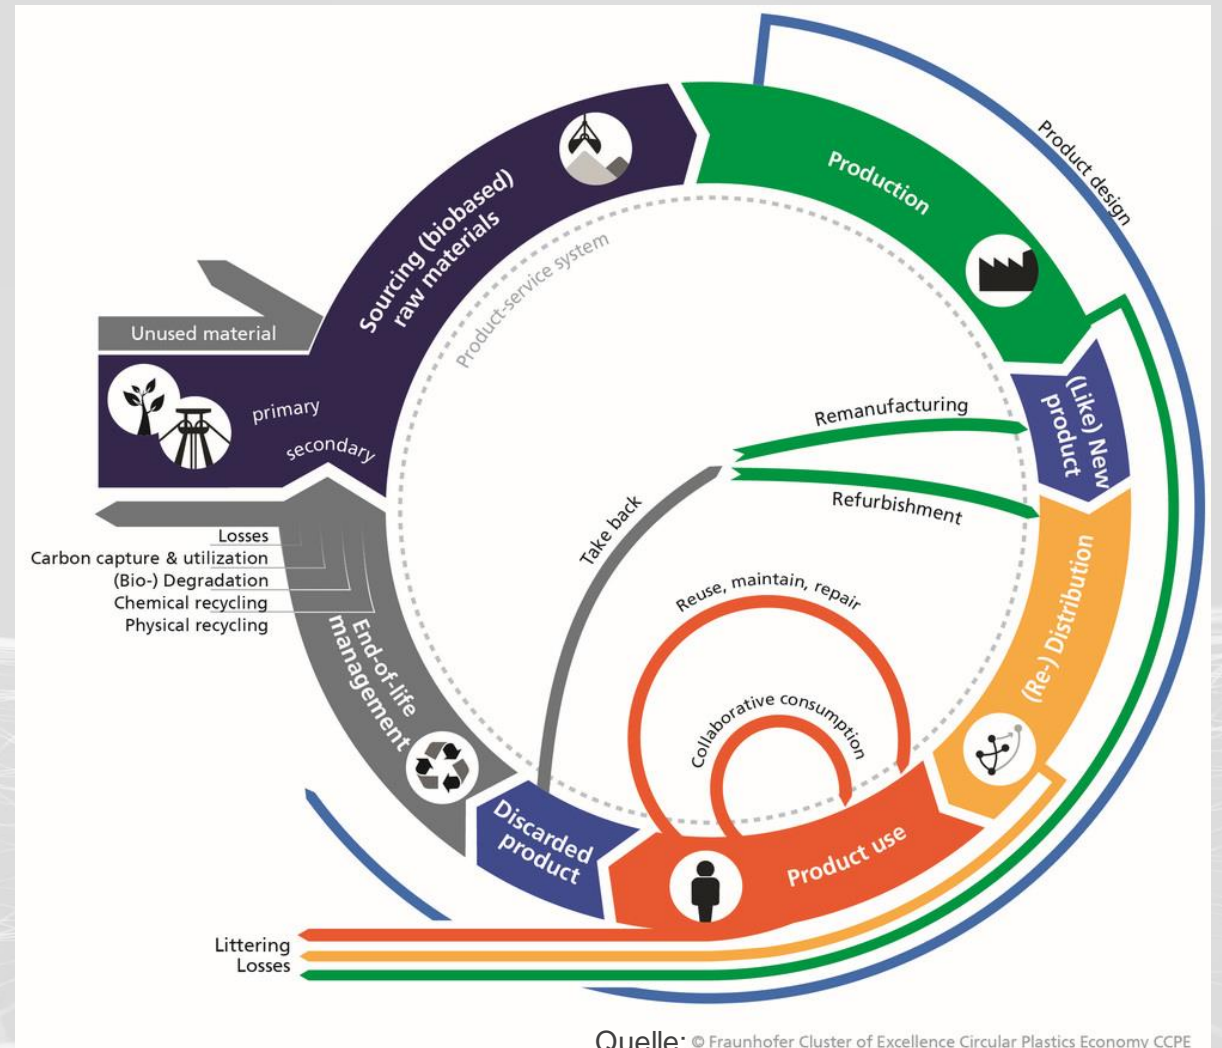 Product design
Production
Sourcing (biobased)
raw materials
Product-service system
Unused material
primary
secondary
(Like) New
product
Remanufacturing
Refurbishment
Take back
Reuse, maintain, repair
Collaborative consumption
(Re-) Distribution
Losses
Carbon capture & utilization
(Bio-) Degradation
Chemical recycling
Physical recycling
End-of-life
management
Discarded
product
Product use
Littering
Losses
Quelle: © Fraunhofer Cluster of Excellence Circular Plastics Economy CCPE